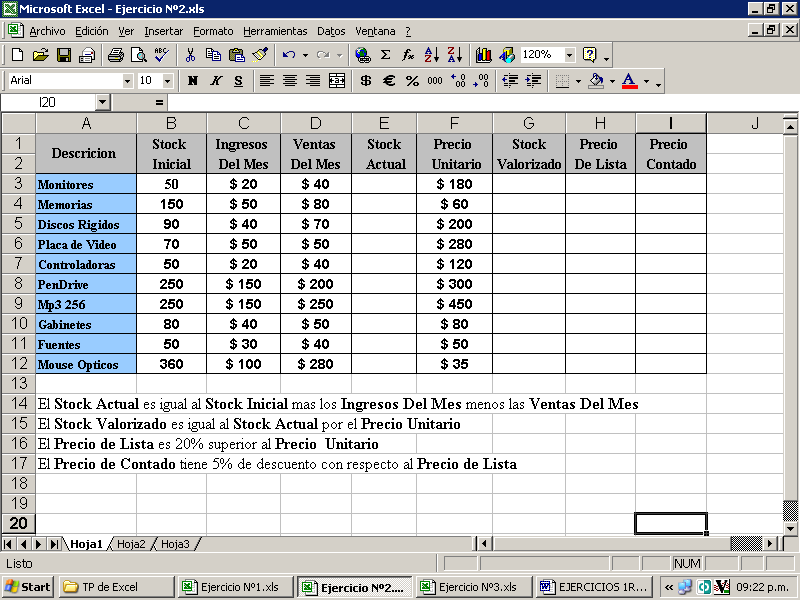 Microsoft Excel - Ejercicio Nº2.xls
Archivo Edición Ver Insertar Formato Herramientas Datos Ventana ?
120%
Arial 10 N K S $ € % 000
I20 =
A B C D E F G H I J
1 Descricion Stock Ingresos Ventas Stock Precio Stock Precio Precio
2 Inicial Del Mes Del Mes Actual Unitario Valorizado De Lista Contado
3 Monitores 50 $ 20 $ 40 $ 180
4 Memorias 150 $ 50 $ 80 $ 60
5 Discos Rigidos 90 $ 40 $ 70 $ 200
6 Placa de Video 70 $ 50 $ 50 $ 280
7 Controladoras 50 $ 20 $ 40 $ 120
8 PenDrive 250 $ 150 $ 200 $ 300
9 Mp3 256 250 $ 150 $ 250 $ 450
10 Gabinetes 80 $ 40 $ 50 $ 80
11 Fuentes 50 $ 30 $ 40 $ 50
12 Mouse Opticos 360 $ 100 $ 280 $ 35
13
14 El Stock Actual es igual al Stock Inicial mas los Ingresos Del Mes menos las Ventas Del Mes
15 El Stock Valorizado es igual al Stock Actual por el Precio Unitario
16 El Precio de Lista es 20% superior al Precio Unitario
17 El Precio de Contado tiene 5% de descuento con respecto al Precio de Lista
18
19
20
Hoja1 Hoja2 Hoja3
Listo NUM
Start TP de Excel Ejercicio Nº1.xls Ejercicio Nº2.... Ejercicio Nº3.xls EJERCICIOS 1R... « 09:22 p.m.